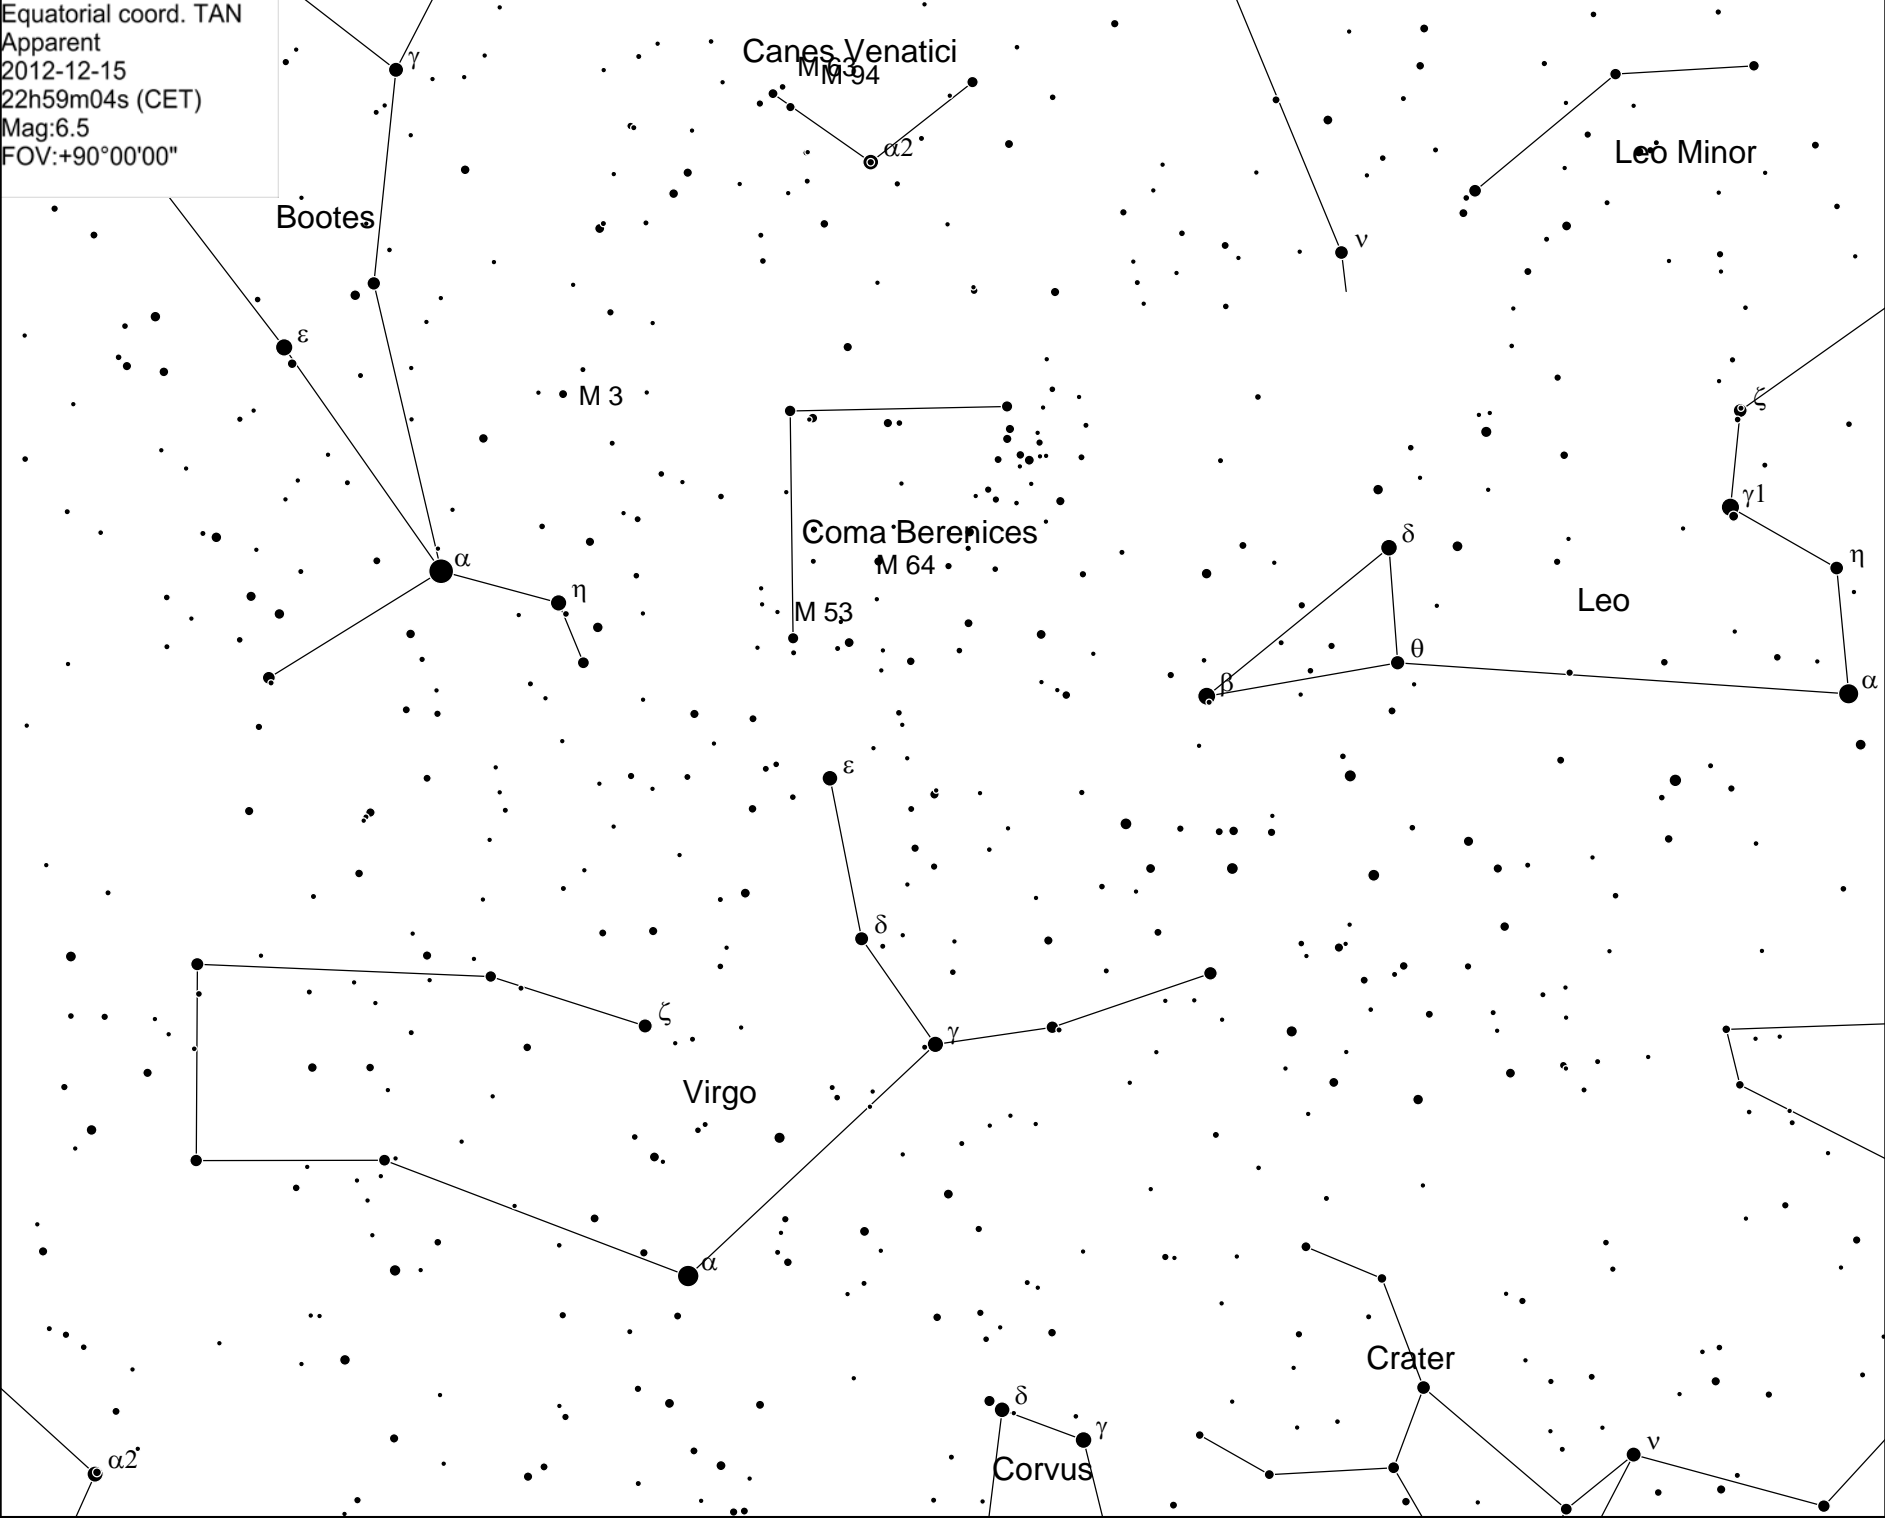 Equatorial coord. TAN
Apparent
2012-12-15
22h59m04s (CET)
Mag:6.5
FOV:+90°00'00"
γ
Canes Venatici
M 63
M 94
α2
Leo Minor
Bootes
ν
ε
M 3
ζ
γ1
Coma Berenices
δ
α
M 64
η
η
Leo
M 53
θ
β
α
ε
δ
ζ
γ
Virgo
α
Crater
δ
γ
ν
α2
Corvus